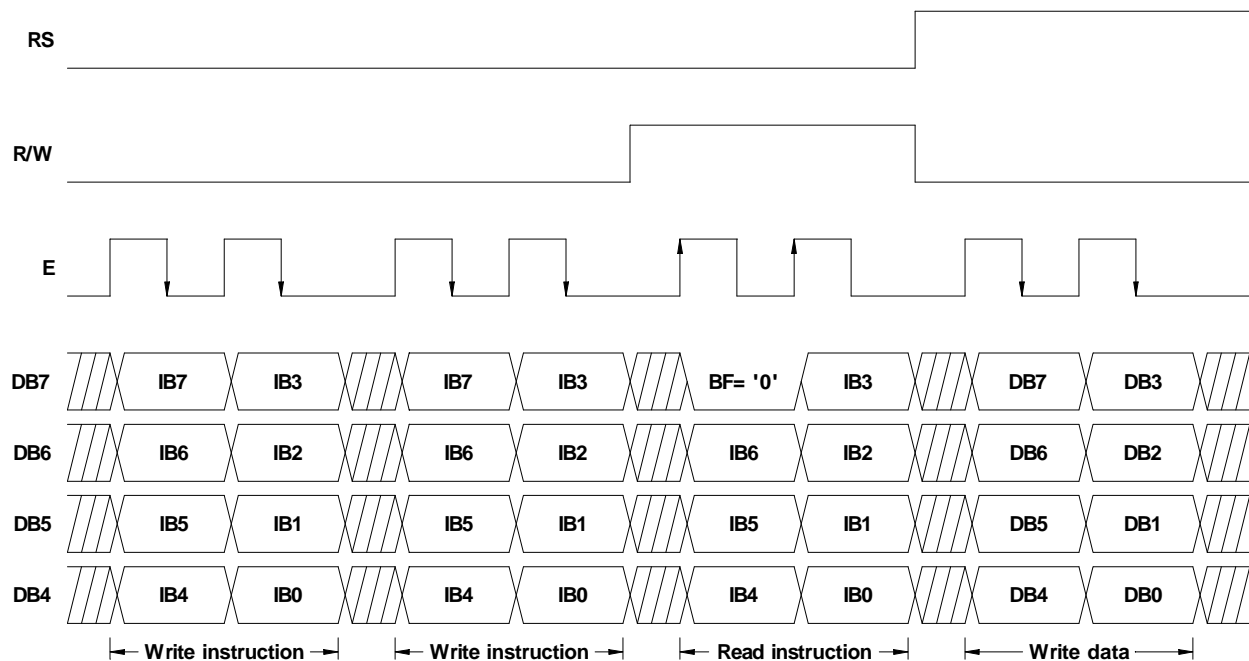 RS
R/W
E
DB7 IB7 IB3 IB7 IB3 BF= '0' IB3 DB7 DB3
DB6 IB6 IB2 IB6 IB2 IB6 IB2 DB6 DB2
DB5 IB5 IB1 IB5 IB1 IB5 IB1 DB5 DB1
DB4 IB4 IB0 IB4 IB0 IB4 IB0 DB4 DB0
Write instruction Write instruction Read instruction Write data